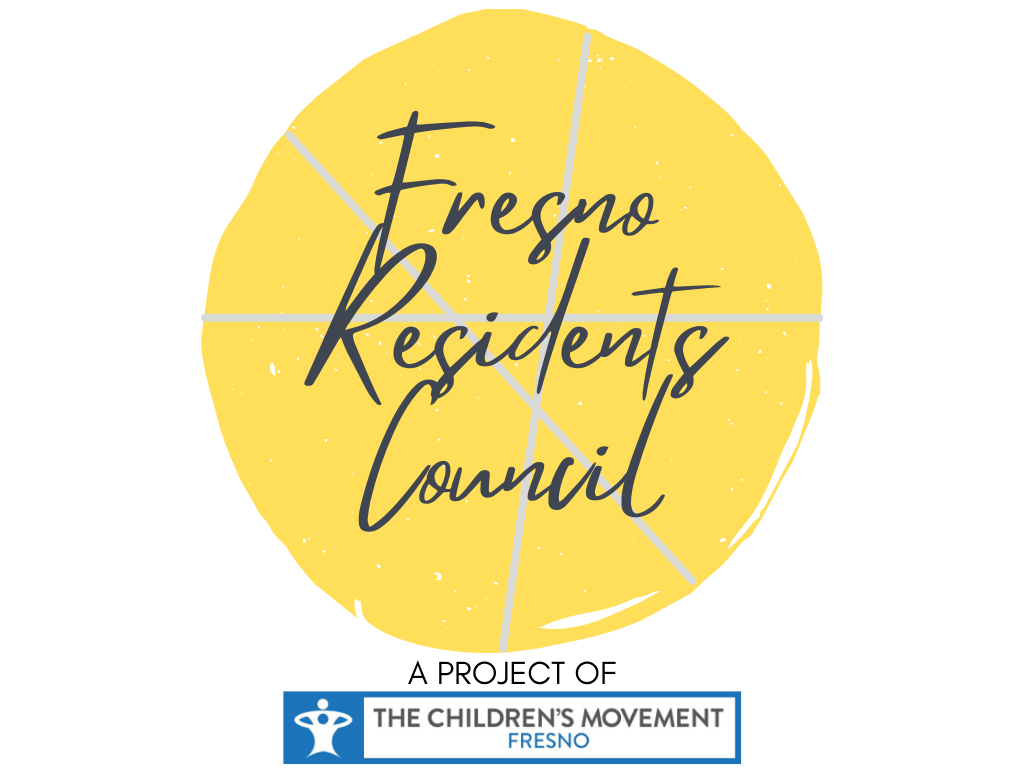 Fresno
Residents
Council
A PROJECT OF
THE CHILDREN'S MOVEMENT
FRESNO